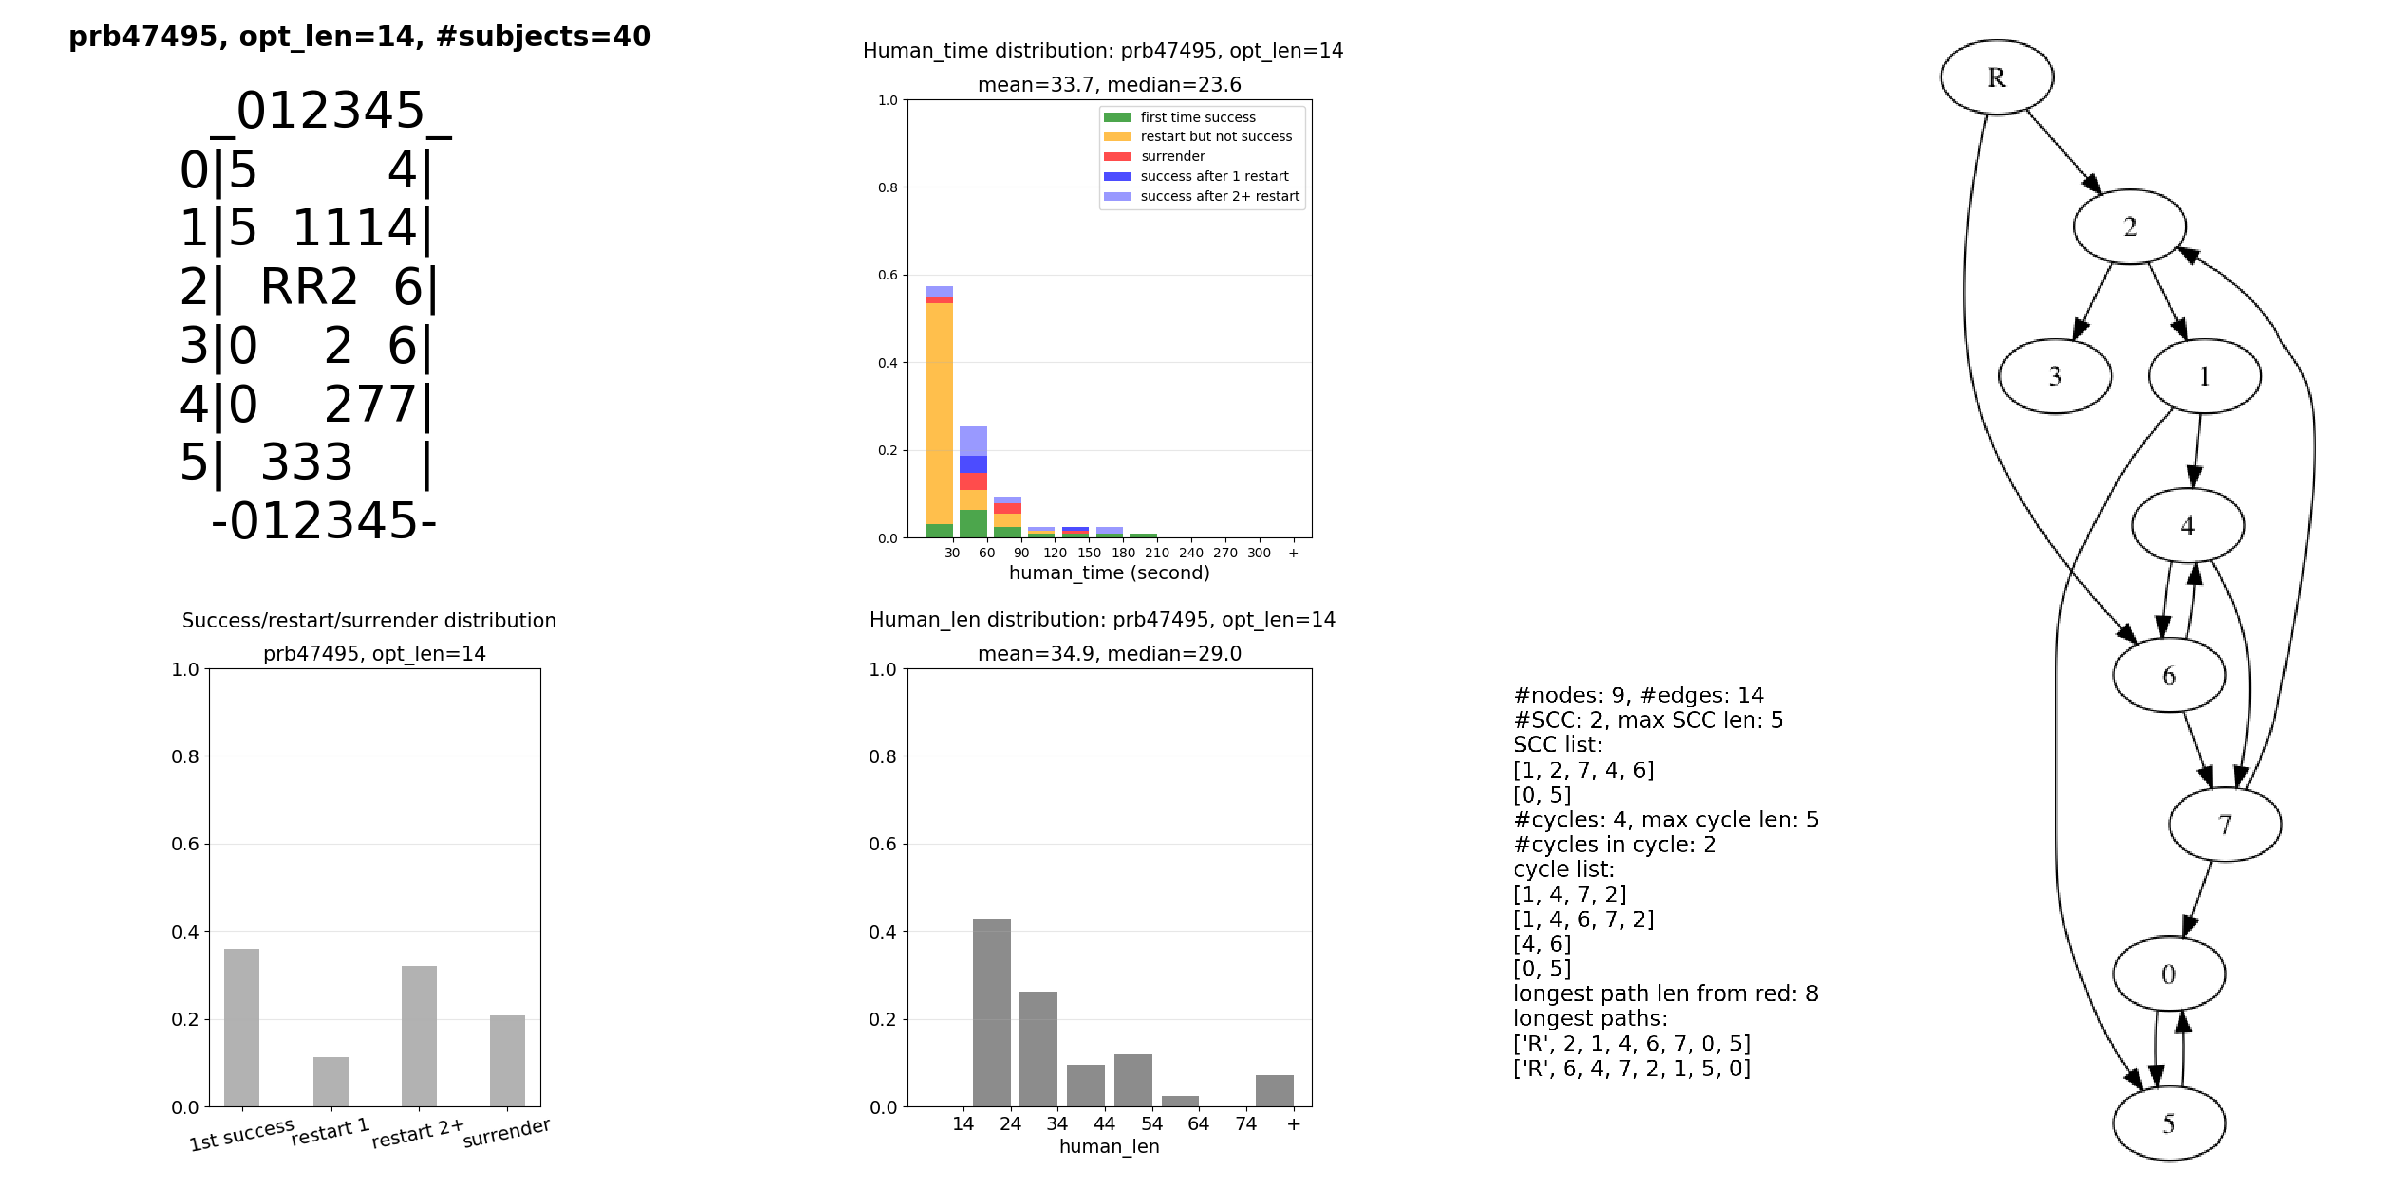 prb47495, opt_len=14, #subjects=40
_012345_
0|5    4|
1|5 1114|
2| RR2 6|
3|0  2 6|
4|0  277|
5| 333  |
-012345-
Human_time distribution: prb47495, opt_len=14
mean=33.7, median=23.6
1.0
0.8
0.6
0.4
0.2
0.0
first time success
restart but not success
surrender
success after 1 restart
success after 2+ restart
30 60 90 120 150 180 210 240 270 300 +
human_time (second)
Success/restart/surrender distribution
prb47495, opt_len=14
1.0
0.8
0.6
0.4
0.2
0.0
1st success restart 1 restart 2+ surrender
Human_len distribution: prb47495, opt_len=14
mean=34.9, median=29.0
1.0
0.8
0.6
0.4
0.2
0.0
14 24 34 44 54 64 74 +
human_len
#nodes: 9, #edges: 14
#SCC: 2, max SCC len: 5
SCC list:
[1, 2, 7, 4, 6]
[0, 5]
#cycles: 4, max cycle len: 5
#cycles in cycle: 2
cycle list:
[1, 4, 7, 2]
[1, 4, 6, 7, 2]
[4, 6]
[0, 5]
longest path len from red: 8
longest paths:
['R', 2, 1, 4, 6, 7, 0, 5]
['R', 6, 4, 7, 2, 1, 5, 0]
R
2
3 1
4
6
7
0
5